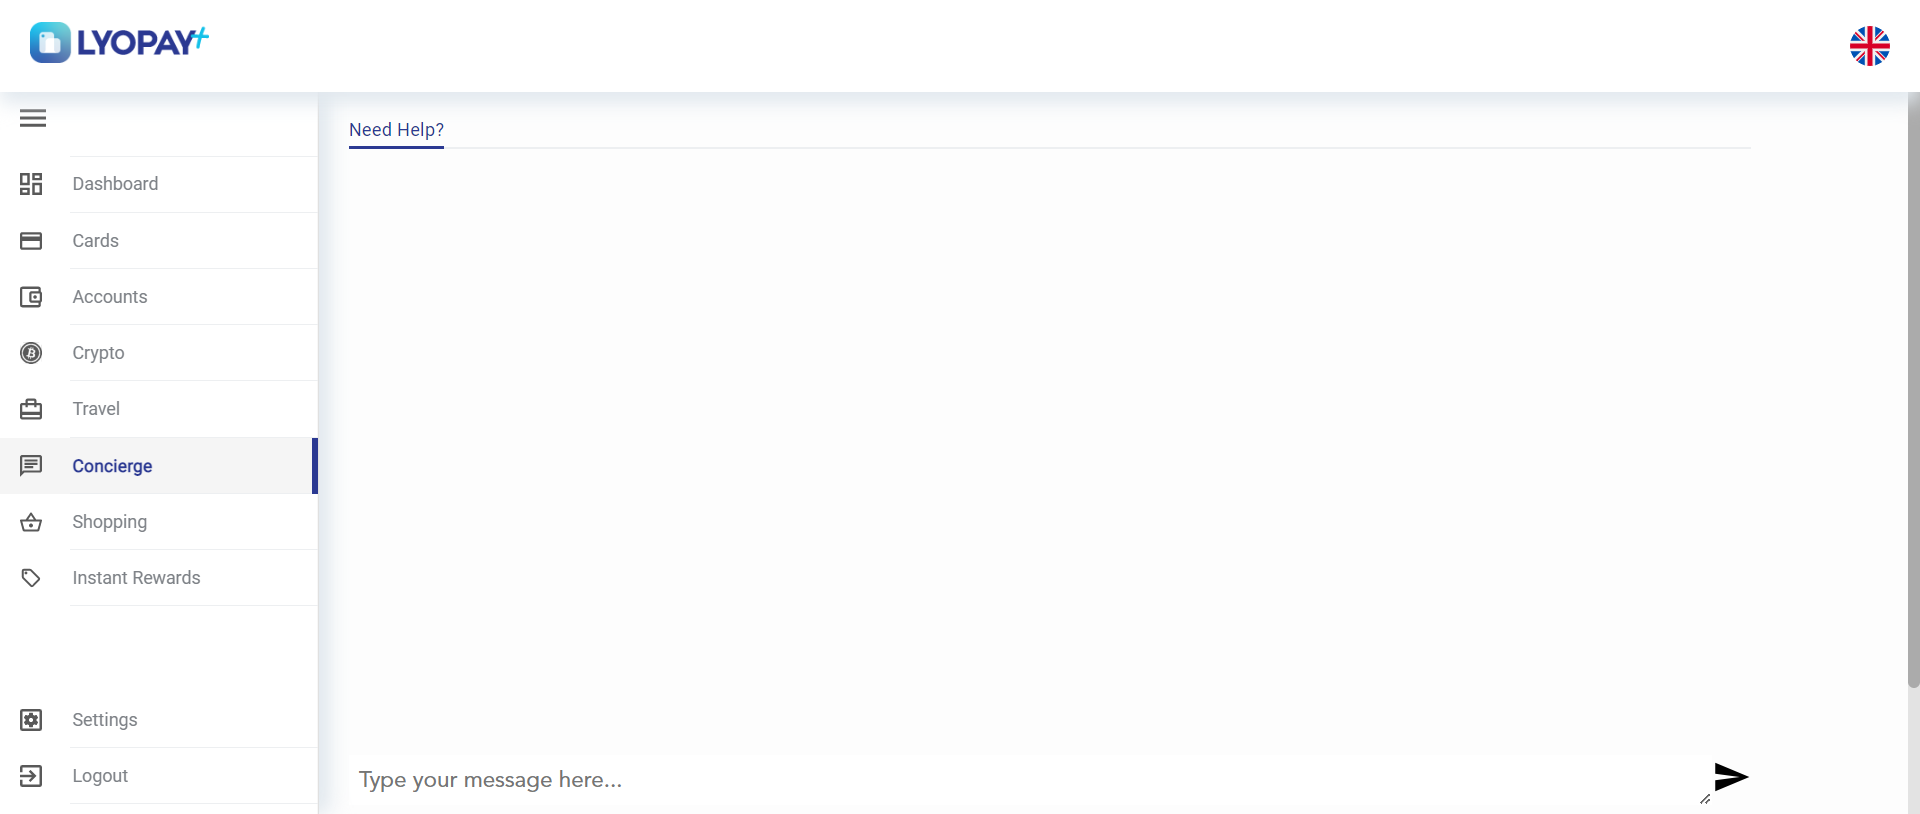 LYOPAY+
Need Help?
Dashboard
Cards
Accounts
Crypto
Travel
Concierge
Shopping
Instant Rewards
Settings
Logout
Type your message here...